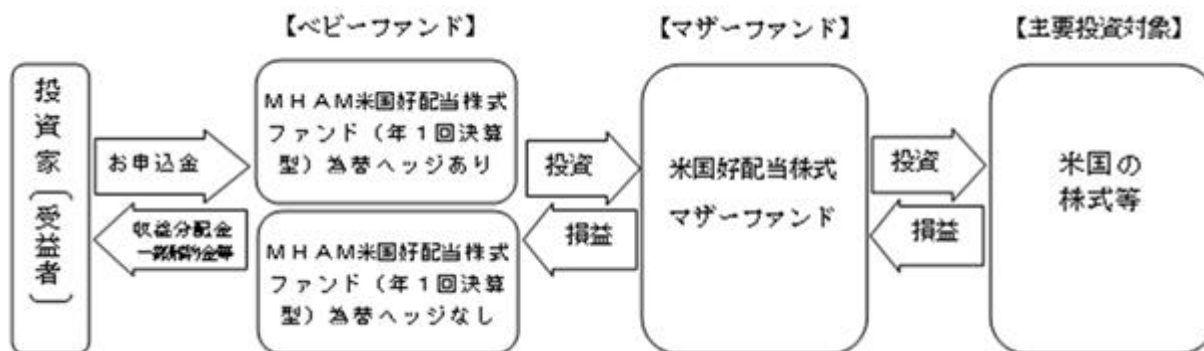 【ベビーファンド】
【マザーファンド】
【主要投資対象】
投資家(受益者)
お申込金
収益分配金
一部解約金等
MHAM米国好配当株式
ファンド(年1回決算
型)為替ヘッジあり
MHAM米国好配当株式
ファンド(年1回決算
型)為替ヘッジなし
投資
損益
米国好配当株式
マザーファンド
投資
損益
米国の
株式等